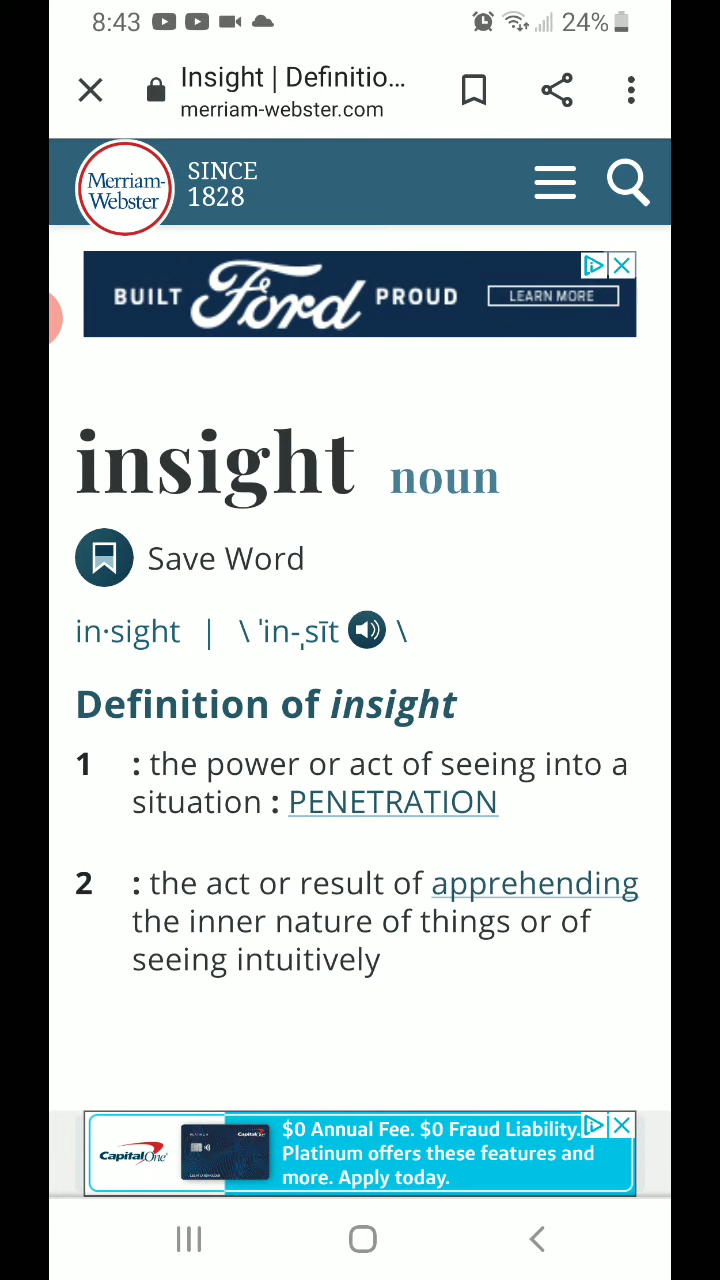 8:43 24%
Insight | Definitio...
merriam-webster.com
Merriam-
Webster
SINCE
1828
BUILT Ford PROUD LEARN MORE
insight noun
Save Word
in·sight | \ ˈin-ˌsīt \
Definition of insight
1 : the power or act of seeing into a
situation : PENETRATION
2 : the act or result of apprehending
the inner nature of things or of
seeing intuitively
CapitalOne
PLATINUM CapitalOne
$0 Annual Fee. $0 Fraud Liability.
Platinum offers these features and
more. Apply today.